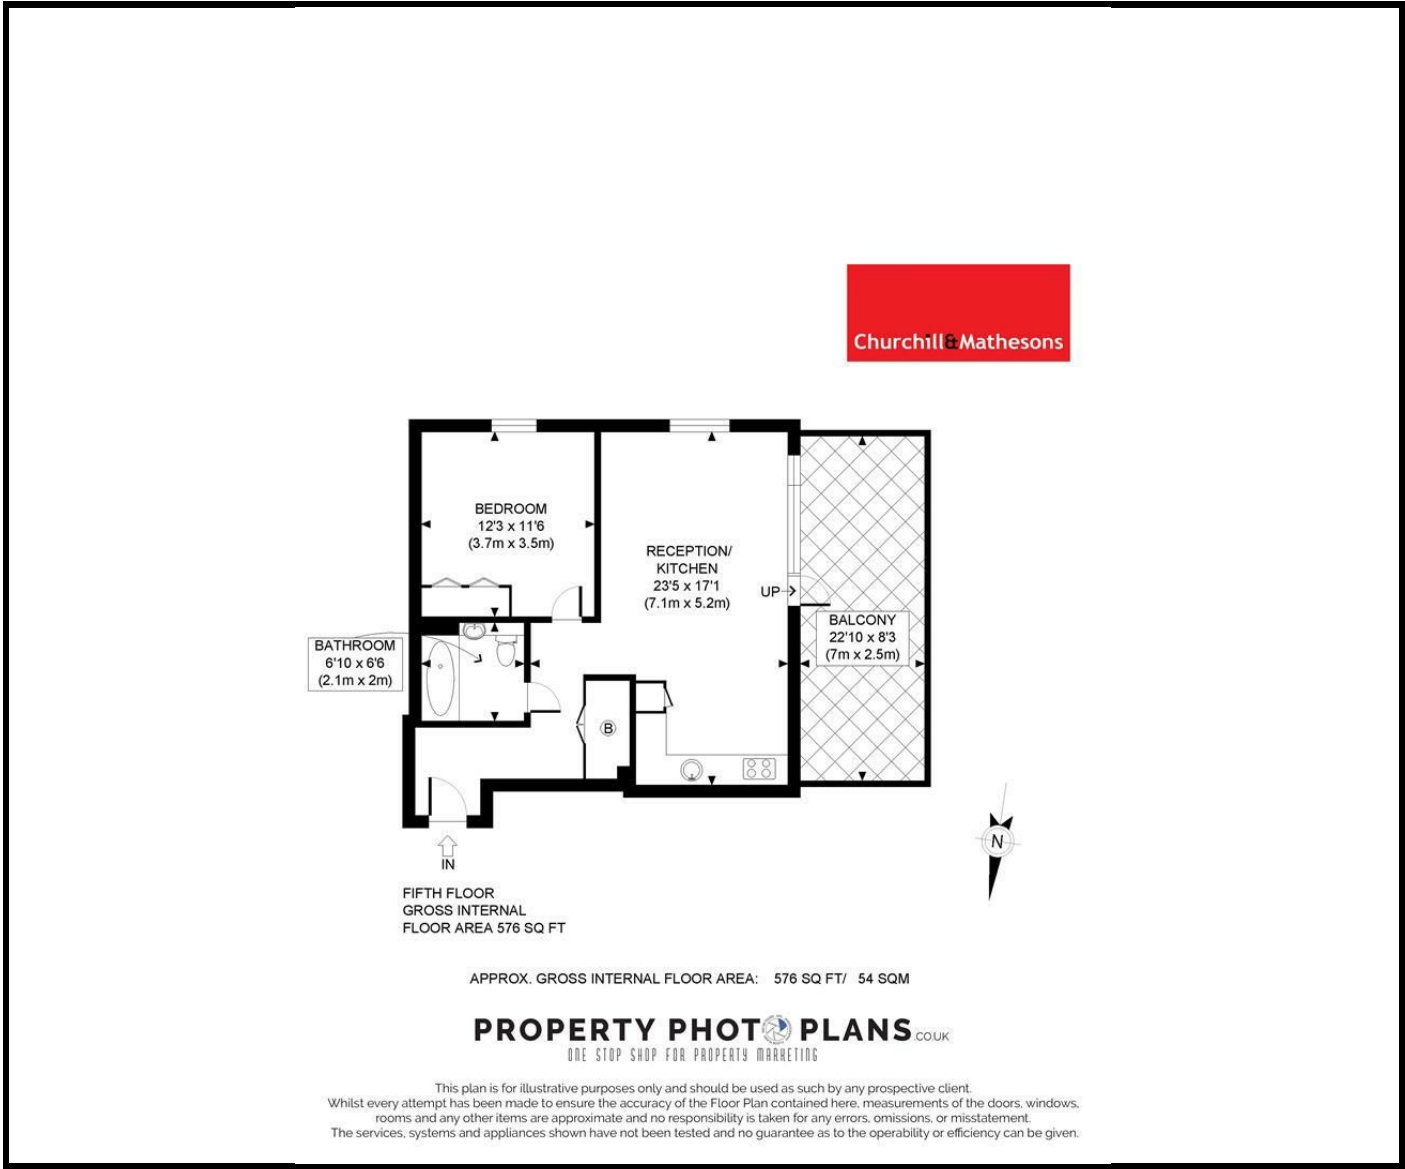 Churchill&Mathesons
BEDROOM
12'3 x 11'6
(3.7m x 3.5m)
RECEPTION/
KITCHEN
23'5 x 17'1
(7.1m x 5.2m)
UP
BALCONY
22'10 x 8'3
(7m x 2.5m)
BATHROOM
6'10 x 6'6
(2.1m x 2m)
B
IN
N
FIFTH FLOOR
GROSS INTERNAL
FLOOR AREA 576 SQ FT
APPROX. GROSS INTERNAL FLOOR AREA: 576 SQ FT/ 54 SQM
PROPERTY PHOTO PLANS.CO.UK
ONE STOP SHOP FOR PROPERTY MARKETING
This plan is for illustrative purposes only and should be used as such by any prospective client.
Whilst every attempt has been made to ensure the accuracy of the Floor Plan contained here, measurements of the doors, windows,
rooms and any other items are approximate and no responsibility is taken for any errors, omissions, or misstatement.
The services, systems and appliances shown have not been tested and no guarantee as to the operability or efficiency can be given.